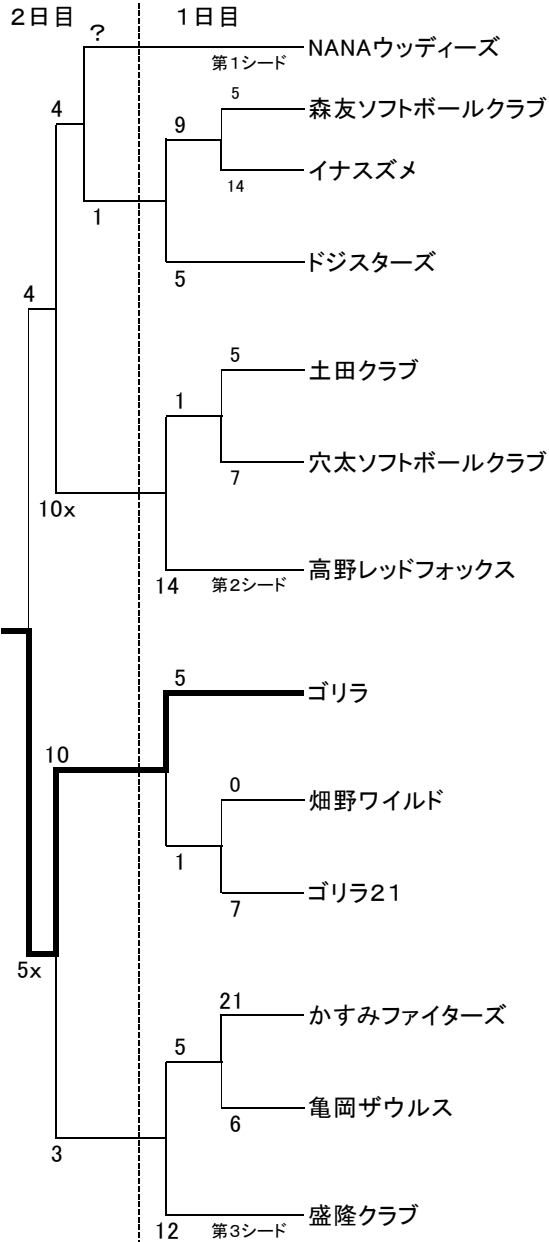 2日目 1日目
?
第1シード NANAウッディーズ
5 森友ソフトボールクラブ
4 9
14 イナスズメ
1
5 ドジスターズ
4
5 土田クラブ
1
7 穴太ソフトボールクラブ
10x
14 第2シード 高野レッドフォックス
5 ゴリラ
10
0 畑野ワイルド
1
7 ゴリラ21
5x
21 かすみファイターズ
5
6 亀岡ザウルス
3
12 第3シード 盛隆クラブ